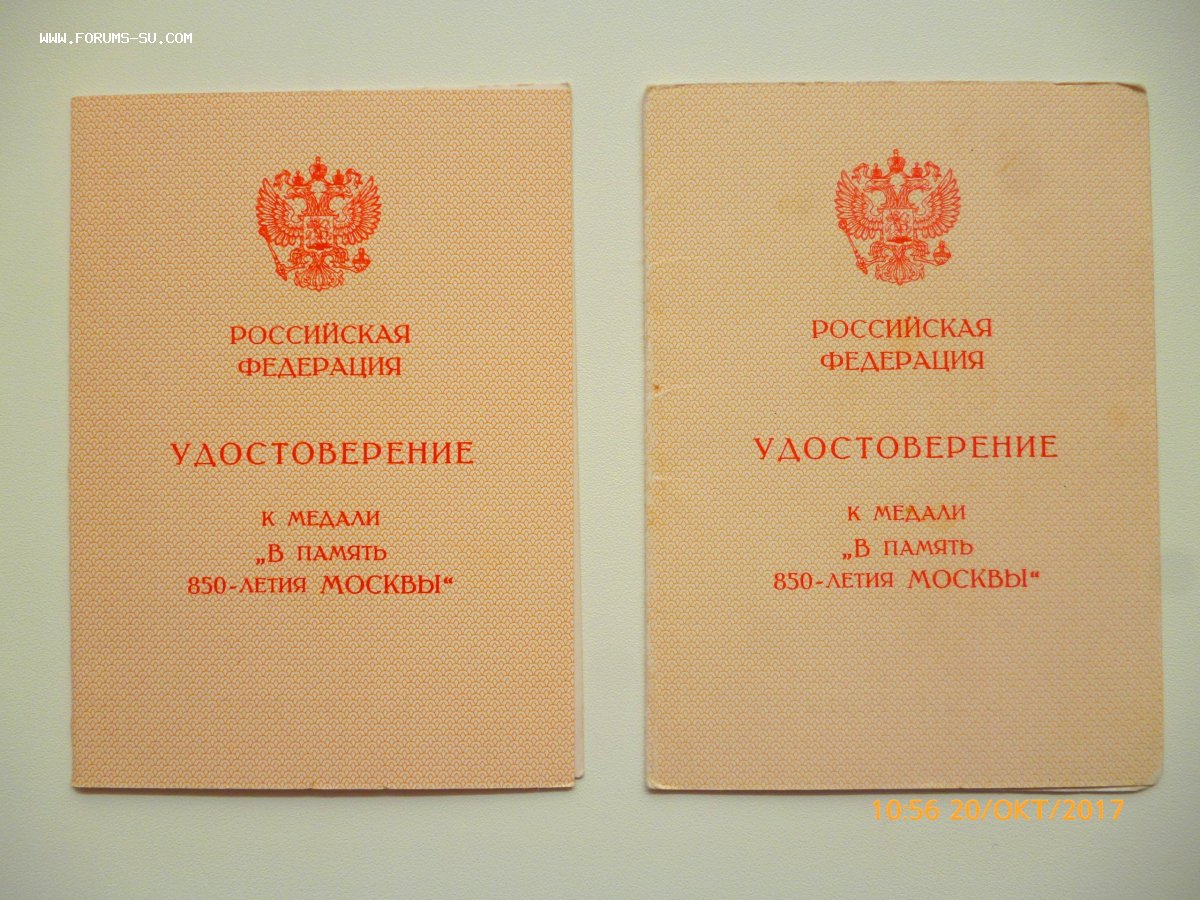 WWW.FORUMS-SU.COM
РОССИЙСКАЯ
ФЕДЕРАЦИЯ
УДОСТОВЕРЕНИЕ
К МЕДАЛИ
„В ПАМЯТЬ
850-ЛЕТИЯ МОСКВЫ“
РОССИЙСКАЯ
ФЕДЕРАЦИЯ
УДОСТОВЕРЕНИЕ
К МЕДАЛИ
„В ПАМЯТЬ
850-ЛЕТИЯ МОСКВЫ“
10:56 20/ОКТ/2017